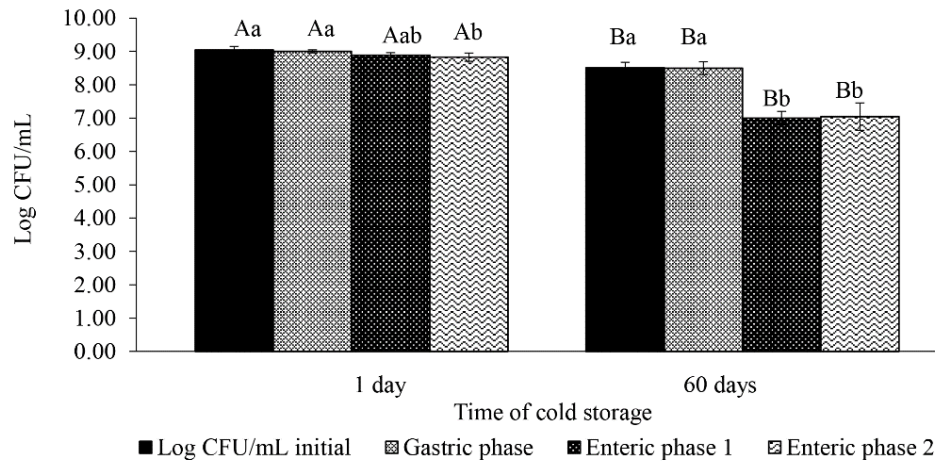 10.00
9.00
8.00
7.00
6.00
5.00
4.00
3.00
2.00
1.00
0.00
Log CFU/mL
Aa Aa Aab Ab
Ba Ba Bb Bb
1 day 60 days
Time of cold storage
Log CFU/mL initial Gastric phase Enteric phase 1 Enteric phase 2